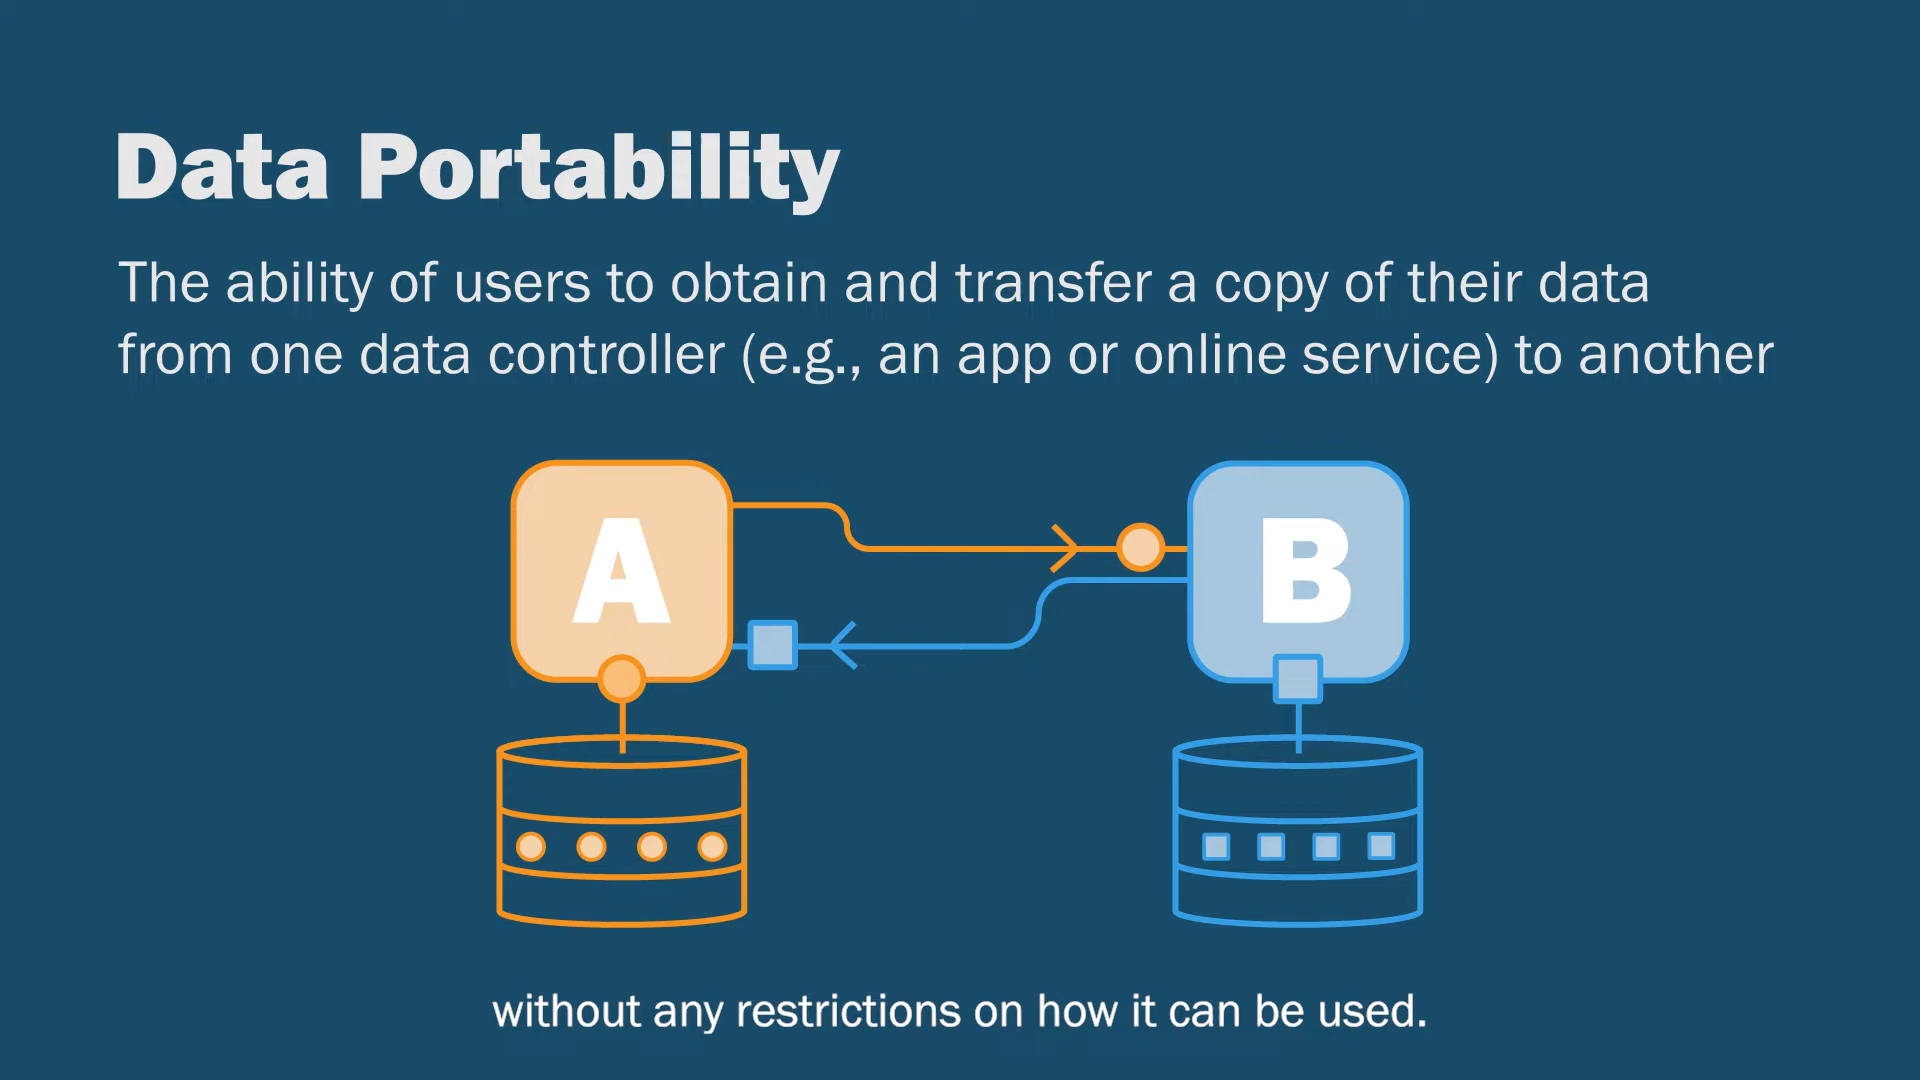 Data Portability
The ability of users to obtain and transfer a copy of their data
from one data controller (e.g., an app or online service) to another
A
B
without any restrictions on how it can be used.